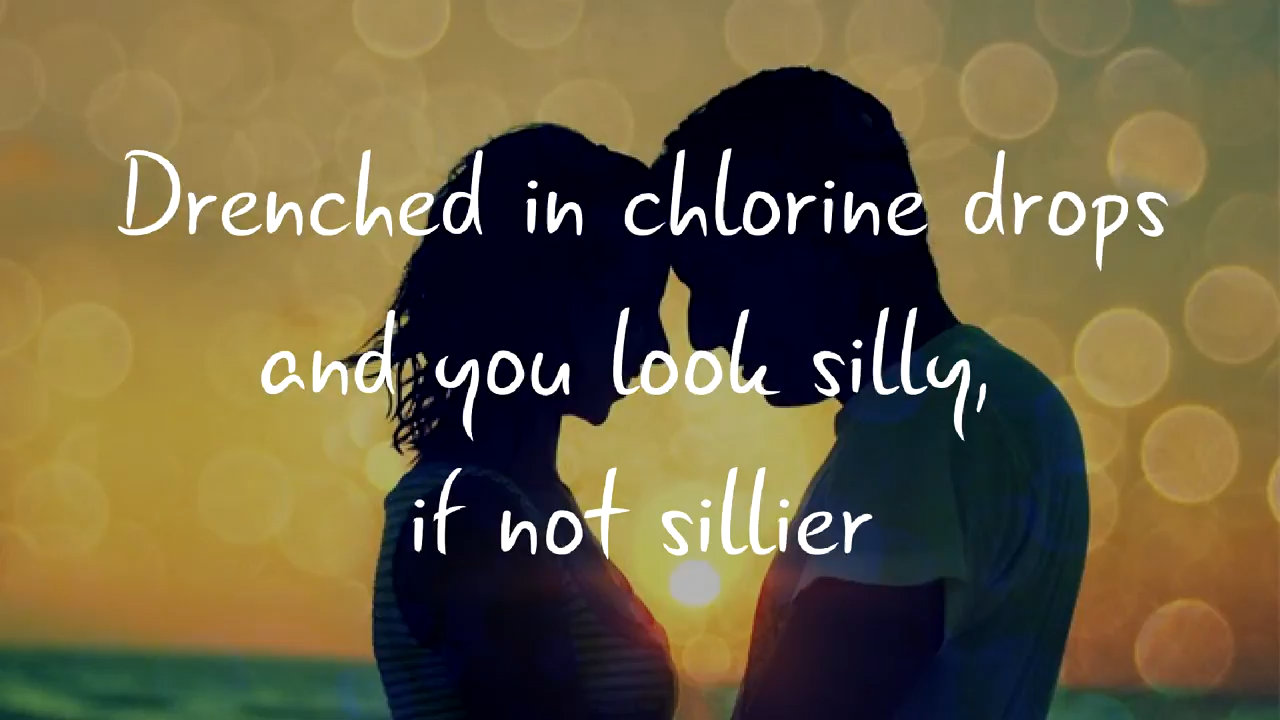 Drenched in chlorine drops
and you look silly,
if not sillier